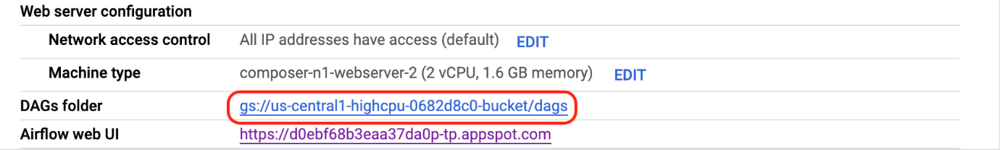 Web server configuration
Network access control All IP addresses have access (default) EDIT
Machine type composer-n1-webserver-2 (2 vCPU, 1.6 GB memory) EDIT
DAGs folder gs://us-central1-highcpu-0682d8c0-bucket/dags
Airflow web UI https://d0ebf68b3eaa37da0p-tp.appspot.com